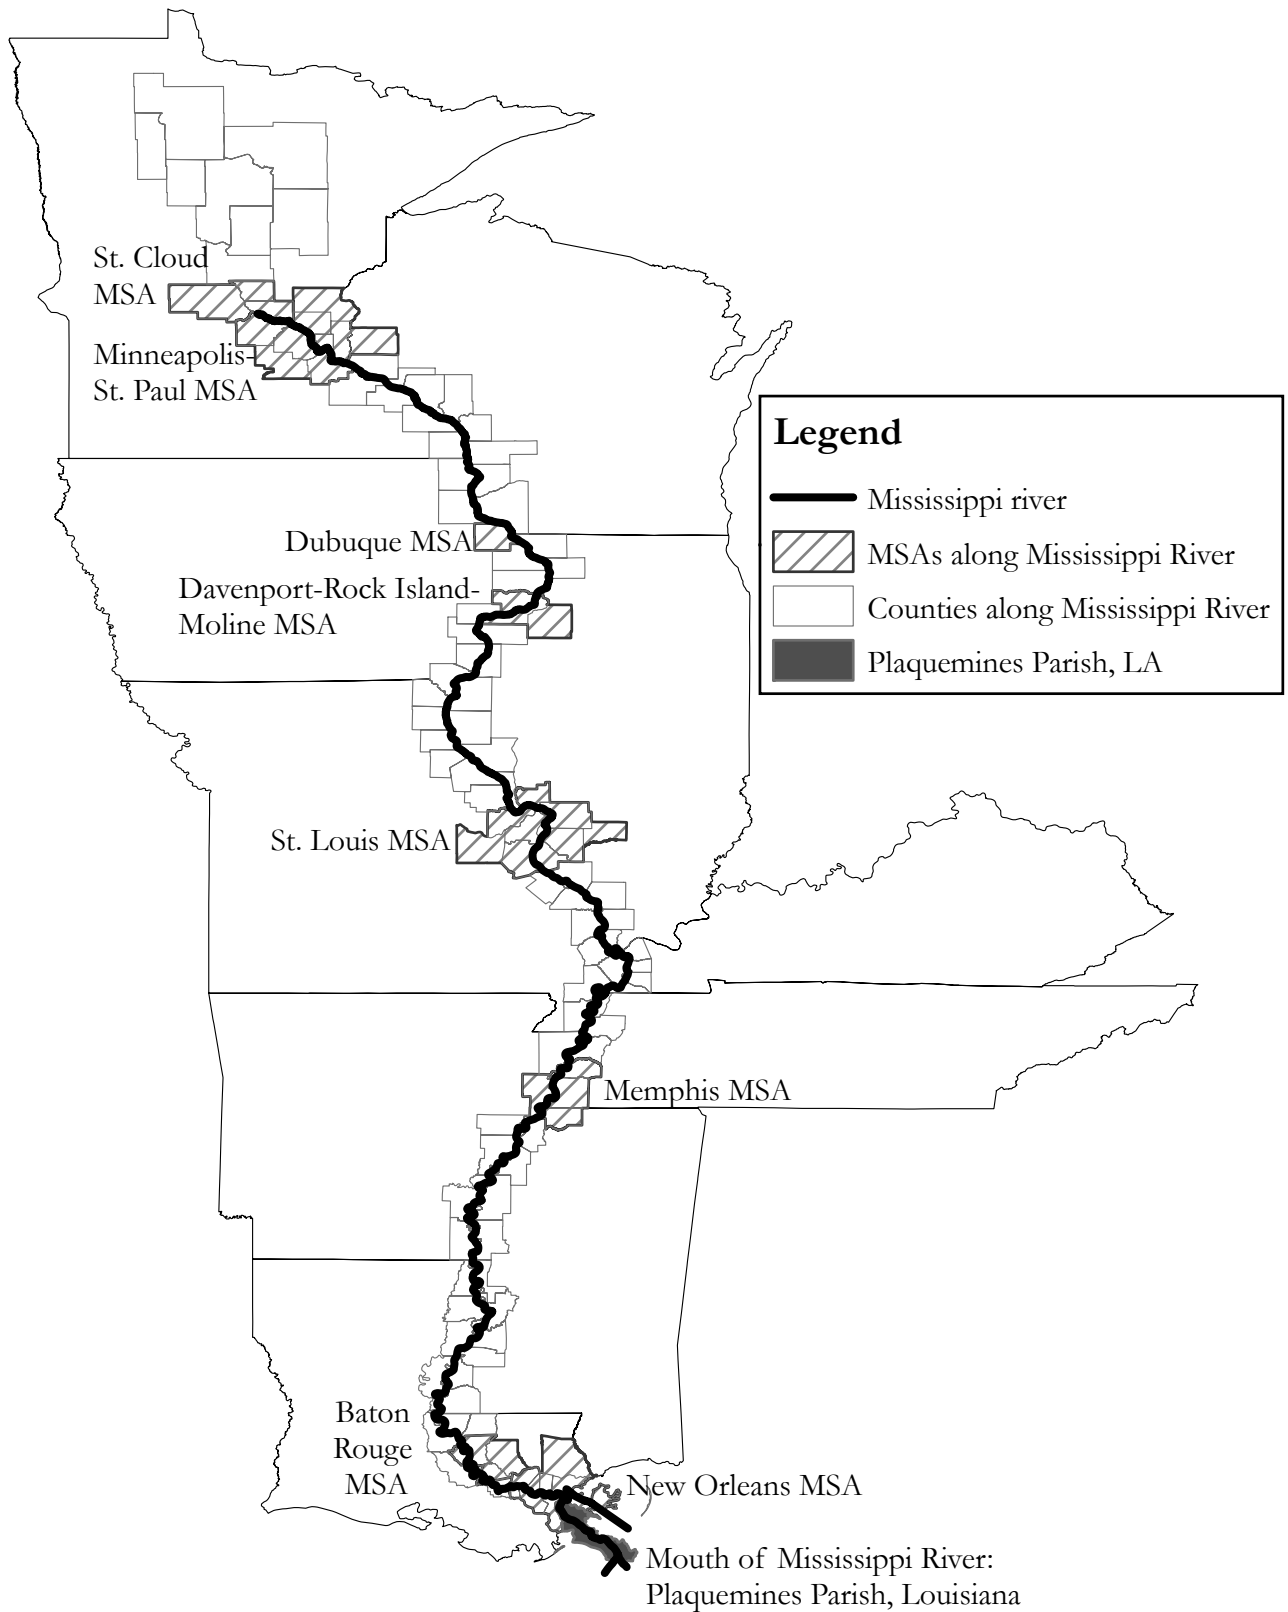 St. Cloud
MSA
Minneapolis-
St. Paul MSA
Legend
Mississippi river
MSAs along Mississippi River
Counties along Mississippi River
Plaquemines Parish, LA
Dubuque MSA
Davenport-Rock Island-
Moline MSA
St. Louis MSA
Memphis MSA
Baton
Rouge
MSA
New Orleans MSA
Mouth of Mississippi River:
Plaquemines Parish, Louisiana